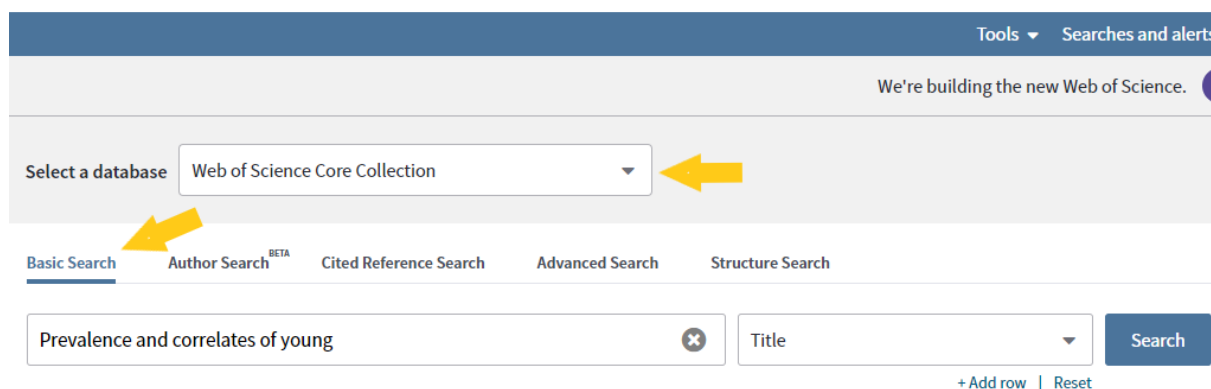 Tools Searches and alerts
We're building the new Web of Science.
Select a database Web of Science Core Collection
Basic Search Author Search BETA Cited Reference Search Advanced Search Structure Search
Prevalence and correlates of young Title Search
+ Add row | Reset